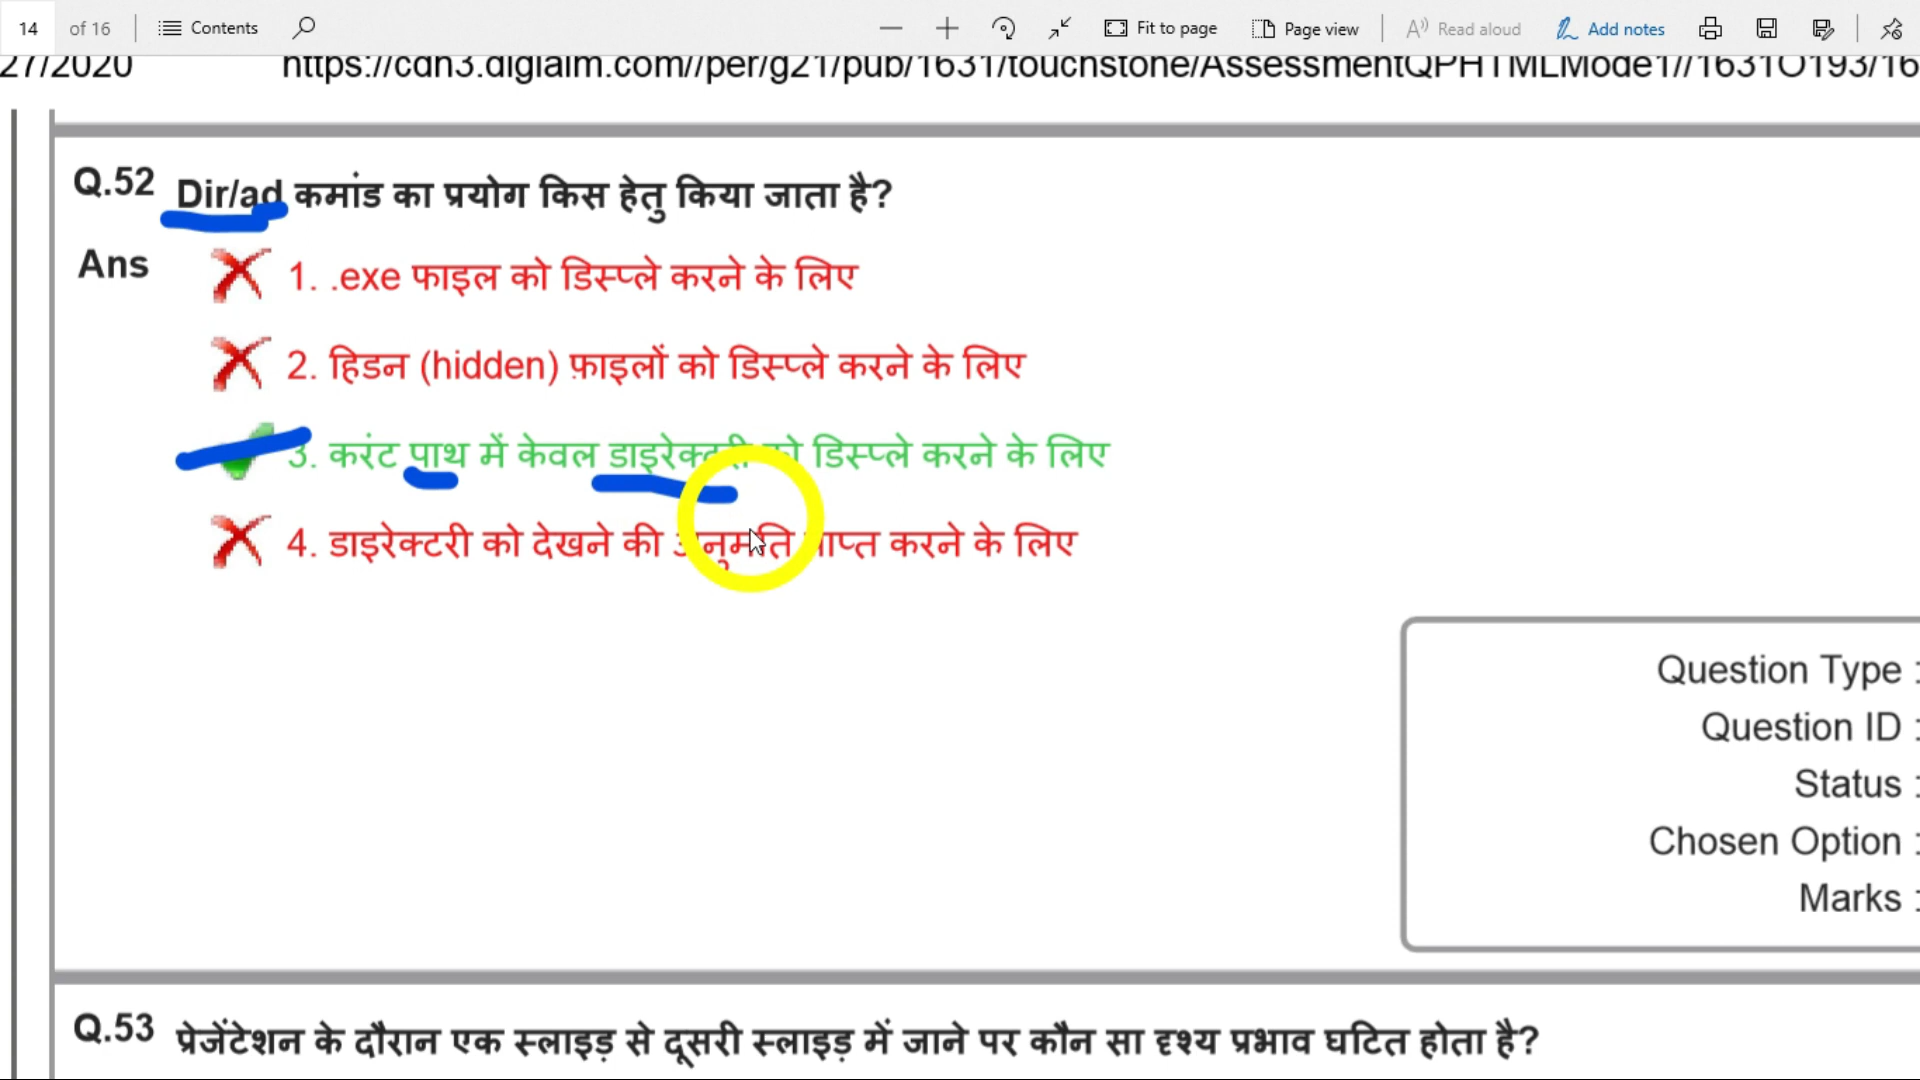 14 of 16 Contents Fit to page Page view Read aloud Add notes
27/2020 https://cdn3.digialm.com//per/g21/pub/1631/touchstone/AssessmentQPHTMLMode1//1631O193/16
Q.52 Dir/ad कमांड का प्रयोग किस हेतु किया जाता है?
Ans 1. .exe फाइल को डिस्प्ले करने के लिए
2. हिडन (hidden) फ़ाइलों को डिस्प्ले करने के लिए
3. करंट पाथ में केवल डाइरेक्टरी को डिस्प्ले करने के लिए
4. डाइरेक्टरी को देखने की अनुमति प्राप्त करने के लिए
Question Type :
Question ID :
Status :
Chosen Option :
Marks :
Q.53 प्रेजेंटेशन के दौरान एक स्लाइड़ से दूसरी स्लाइड़ में जाने पर कौन सा दृश्य प्रभाव घटित होता है?